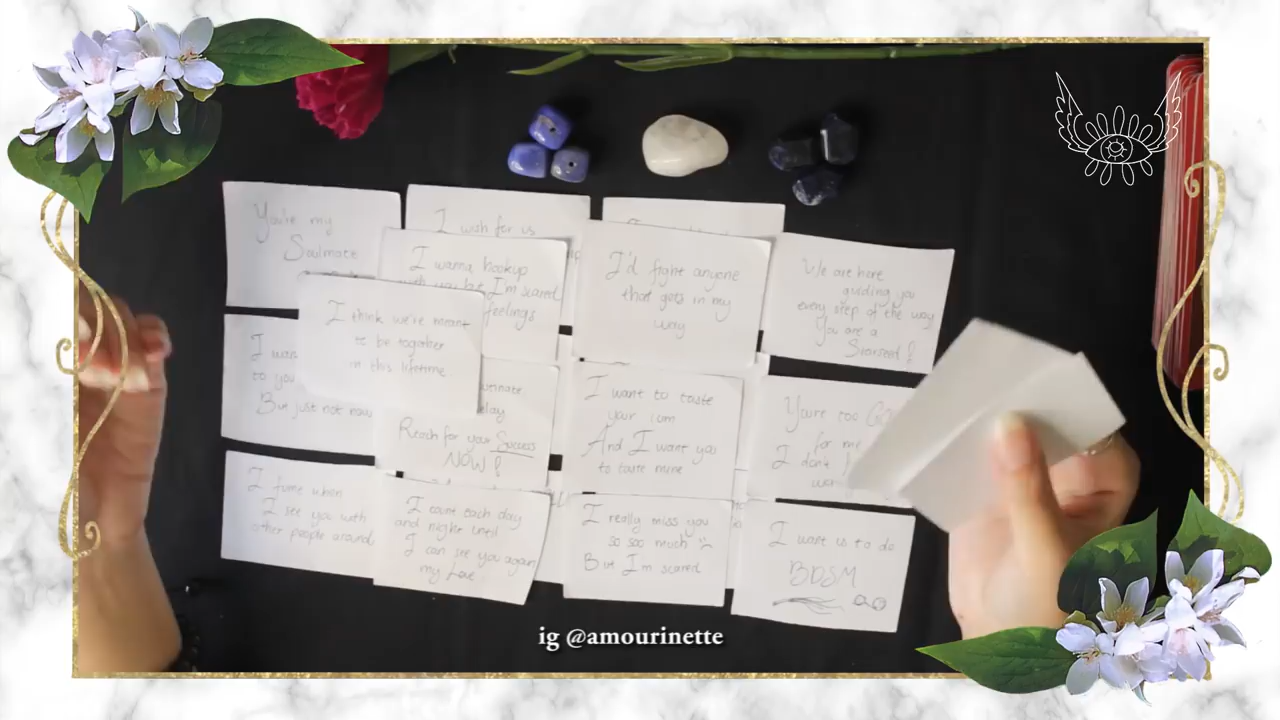 You're my
Soulmate
I wish for us
I wanna hookup
with you but I'm scared
feelings
I'd fight anyone
that gets in my
way
We are here
guiding you
every step of the way
You are a
Starseed !
I think we're meant
to be together
in this lifetime.
I wan
to you
But just not now
Reach for your Success
NOW !
I want to taste
your cum
And I want you
to taste mine
You're too
for me
I don't
I fume when
I see you with
other people around
I count each day
and night until
I can see you again
my Love
I really miss you
so soo much :(
But I'm scared
I want us to do
BDSM
ig @amourinette